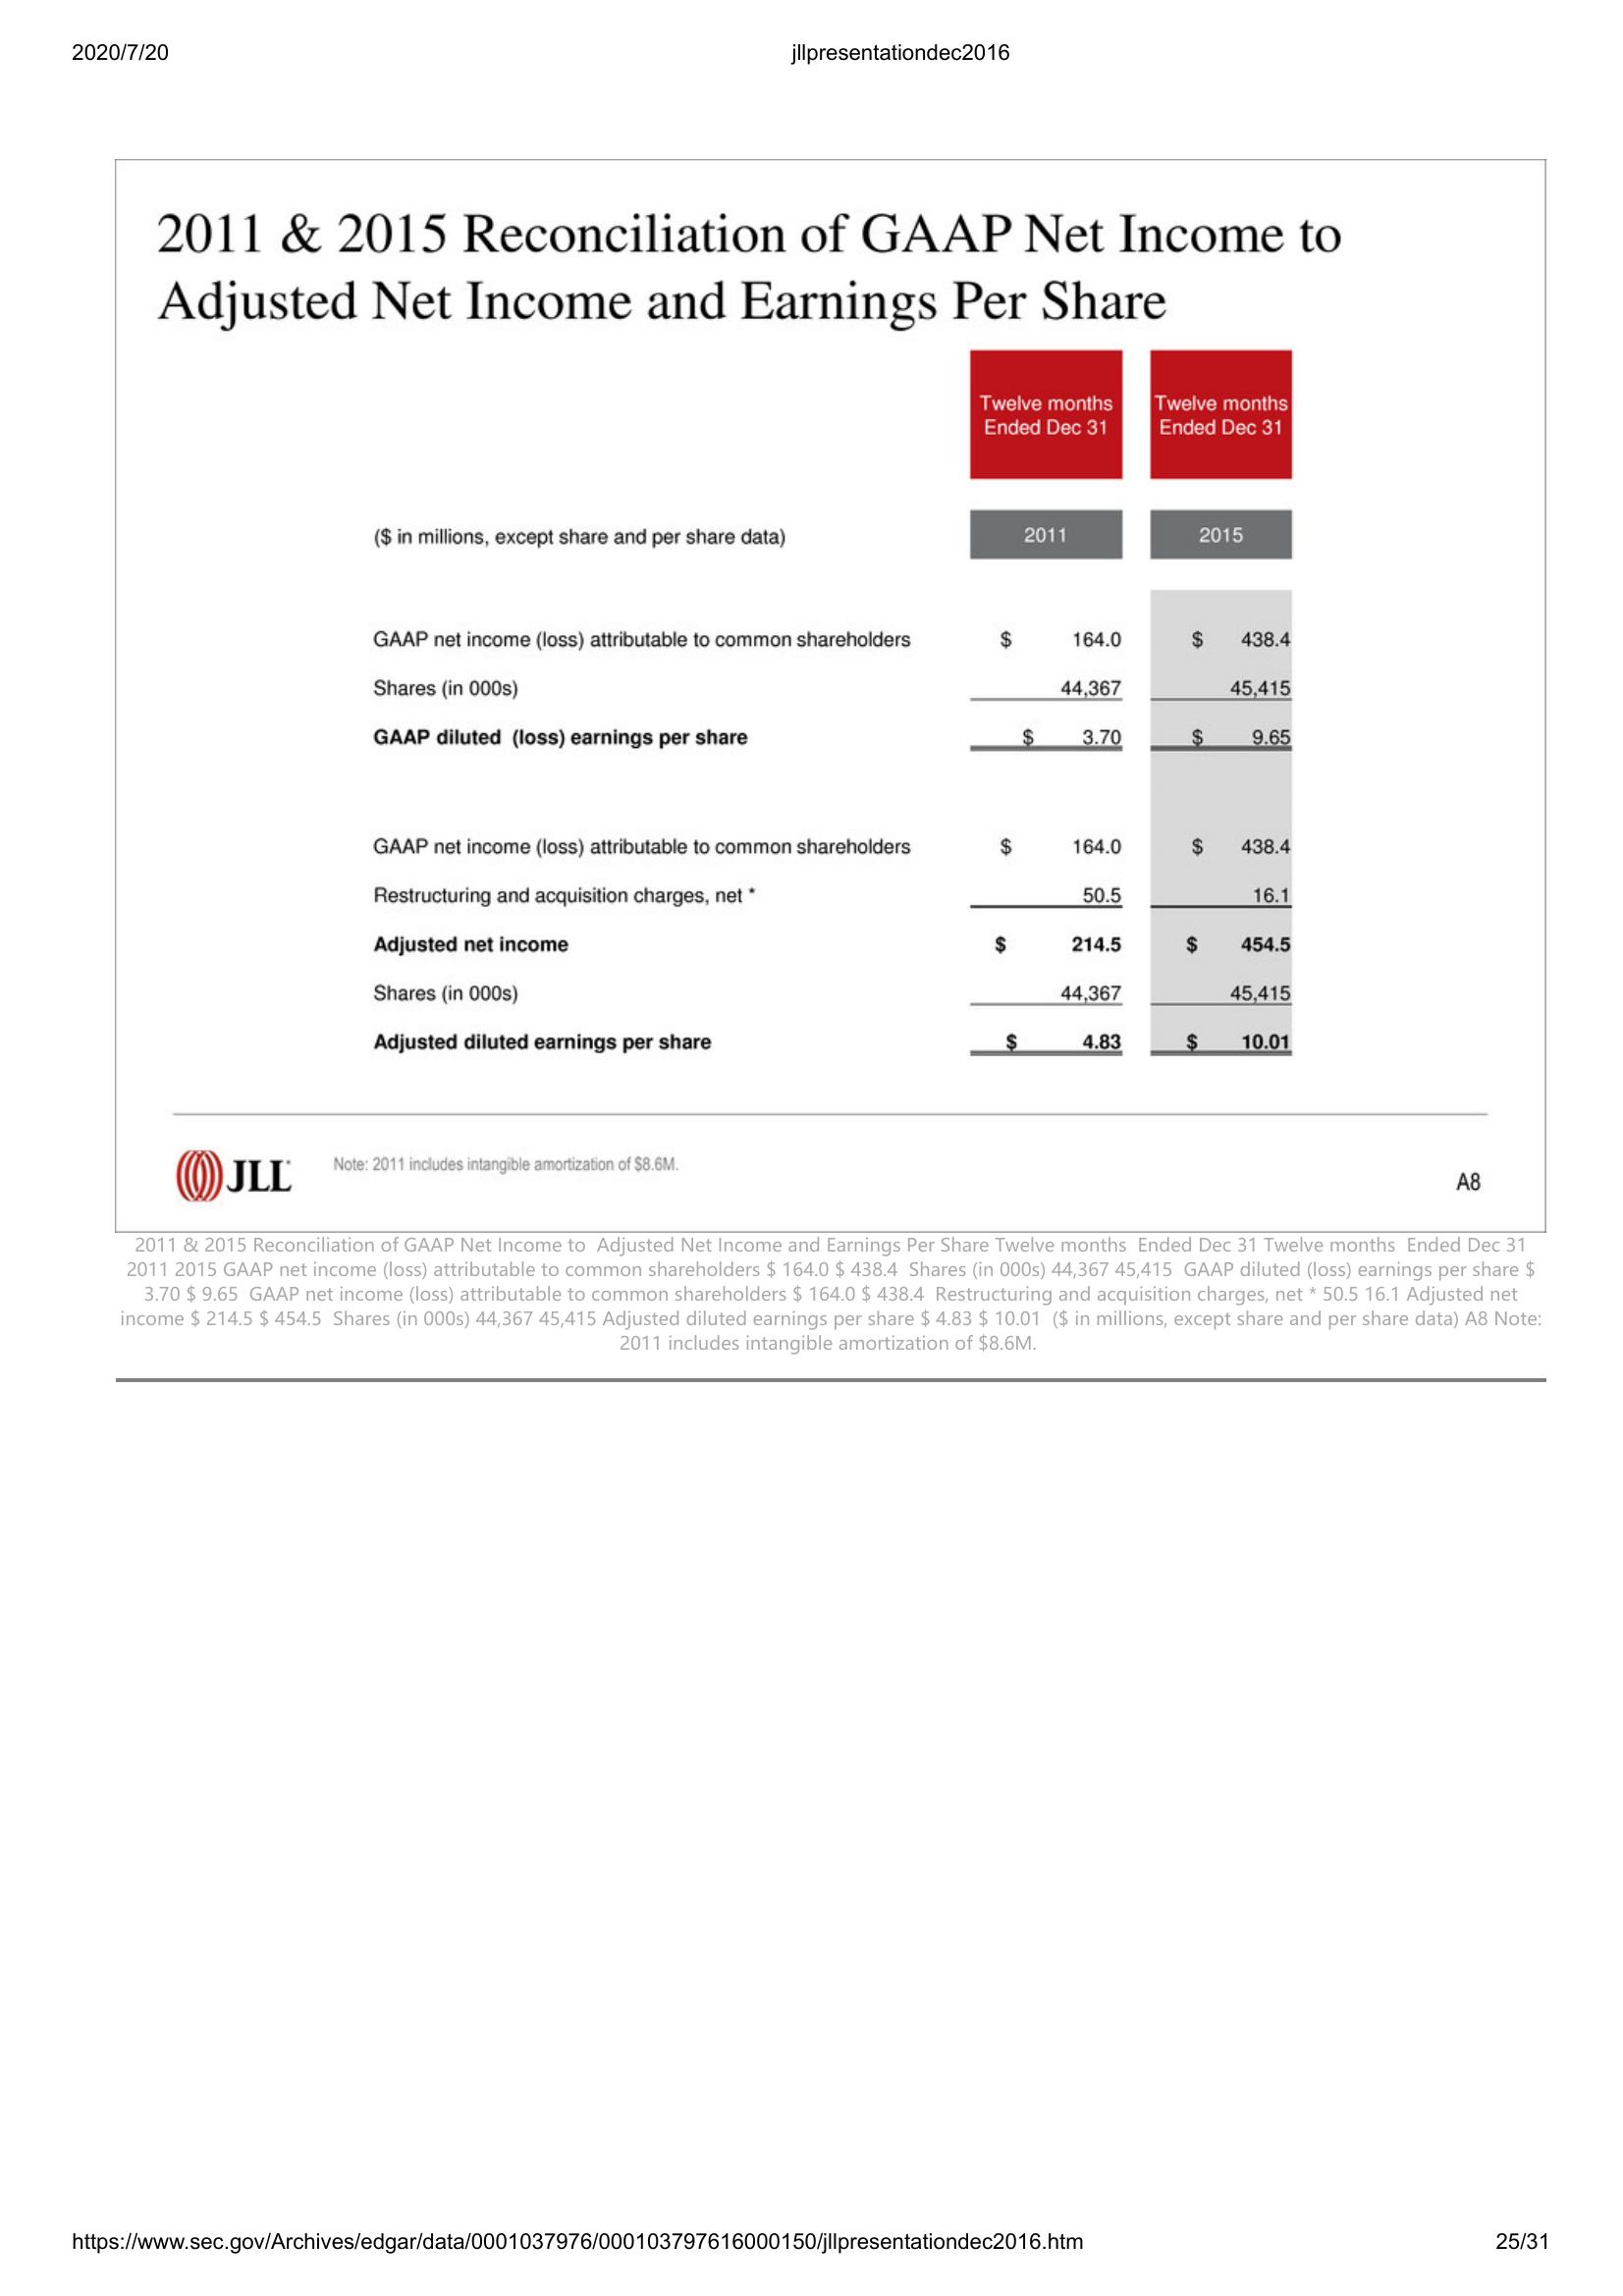 2020/7/20 jllpresentationdec2016
2011 & 2015 Reconciliation of GAAP Net Income to
Adjusted Net Income and Earnings Per Share
Twelve months Twelve months
Ended Dec 31 Ended Dec 31
($ in millions, except share and per share data) 2011 2015
GAAP net income (loss) attributable to common shareholders $ 164.0 $ 438.4
Shares (in 000s) 44,367 45,415
GAAP diluted (loss) earnings per share $ 3.70 $ 9.65
GAAP net income (loss) attributable to common shareholders $ 164.0 $ 438.4
Restructuring and acquisition charges, net * 50.5 16.1
Adjusted net income $ 214.5 $ 454.5
Shares (in 000s) 44,367 45,415
Adjusted diluted earnings per share $ 4.83 $ 10.01
JLL Note: 2011 includes intangible amortization of $8.6M.
A8
2011 & 2015 Reconciliation of GAAP Net Income to Adjusted Net Income and Earnings Per Share Twelve months Ended Dec 31 Twelve months Ended Dec 31
2011 2015 GAAP net income (loss) attributable to common shareholders $ 164.0 $ 438.4 Shares (in 000s) 44,367 45,415 GAAP diluted (loss) earnings per share $
3.70 $ 9.65 GAAP net income (loss) attributable to common shareholders $ 164.0 $ 438.4 Restructuring and acquisition charges, net * 50.5 16.1 Adjusted net
income $ 214.5 $ 454.5 Shares (in 000s) 44,367 45,415 Adjusted diluted earnings per share $ 4.83 $ 10.01 ($ in millions, except share and per share data) A8 Note:
2011 includes intangible amortization of $8.6M.
https://www.sec.gov/Archives/edgar/data/0001037976/000103797616000150/jllpresentationdec2016.htm 25/31